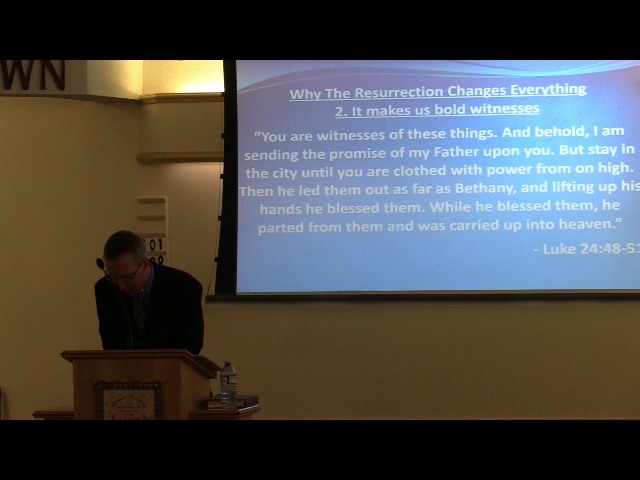 WN
Why The Resurrection Changes Everything
2. It makes us bold witnesses
“You are witnesses of these things. And behold, I am
sending the promise of my Father upon you. But stay in
the city until you are clothed with power from on high.
Then he led them out as far as Bethany, and lifting up his
hands he blessed them. While he blessed them, he
parted from them and was carried up into heaven.”
- Luke 24:48-51